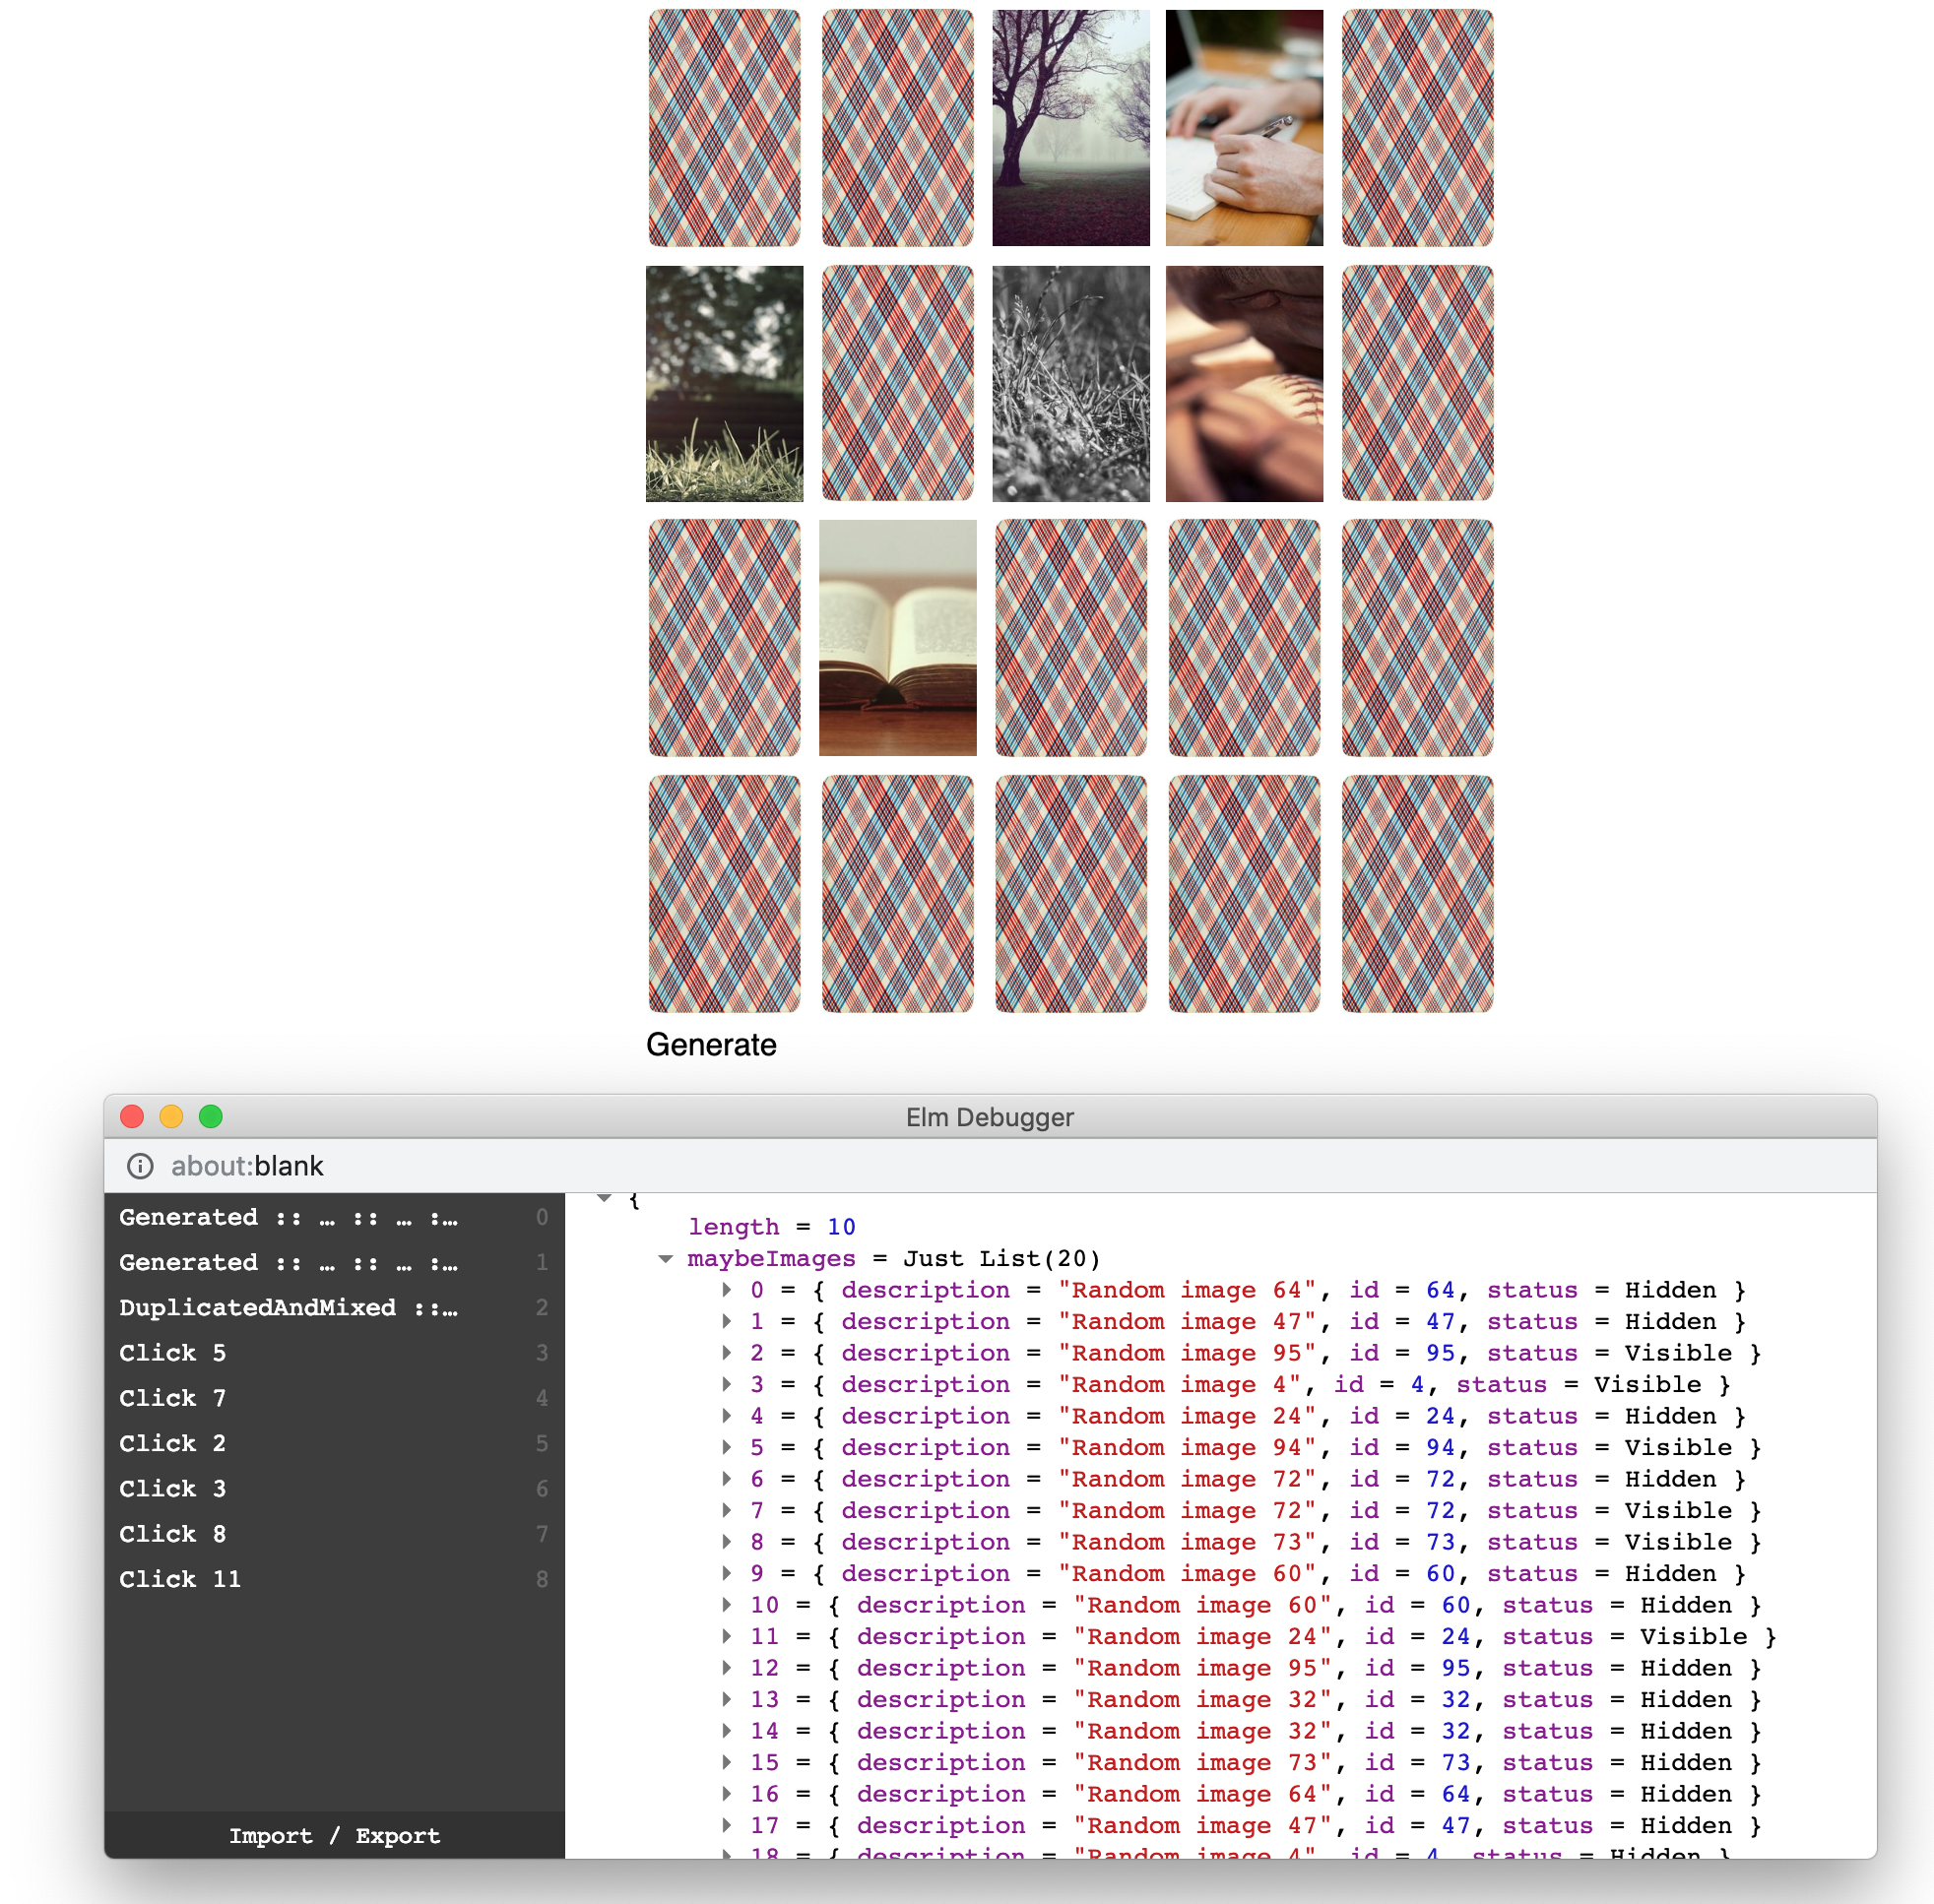 Generate
Elm Debugger
about:blank
Generated :: … :: … :… 0
Generated :: … :: … :… 1
DuplicatedAndMixed ::… 2
Click 5 3
Click 7 4
Click 2 5
Click 3 6
Click 8 7
Click 11 8
Import / Export
{
length = 10
maybeImages = Just List(20)
0 = { description = "Random image 64", id = 64, status = Hidden }
1 = { description = "Random image 47", id = 47, status = Hidden }
2 = { description = "Random image 95", id = 95, status = Visible }
3 = { description = "Random image 4", id = 4, status = Visible }
4 = { description = "Random image 24", id = 24, status = Hidden }
5 = { description = "Random image 94", id = 94, status = Visible }
6 = { description = "Random image 72", id = 72, status = Hidden }
7 = { description = "Random image 72", id = 72, status = Visible }
8 = { description = "Random image 73", id = 73, status = Visible }
9 = { description = "Random image 60", id = 60, status = Hidden }
10 = { description = "Random image 60", id = 60, status = Hidden }
11 = { description = "Random image 24", id = 24, status = Visible }
12 = { description = "Random image 95", id = 95, status = Hidden }
13 = { description = "Random image 32", id = 32, status = Hidden }
14 = { description = "Random image 32", id = 32, status = Hidden }
15 = { description = "Random image 73", id = 73, status = Hidden }
16 = { description = "Random image 64", id = 64, status = Hidden }
17 = { description = "Random image 47", id = 47, status = Hidden }
18 = { description = "Random image 4", id = 4, status = Hidden }